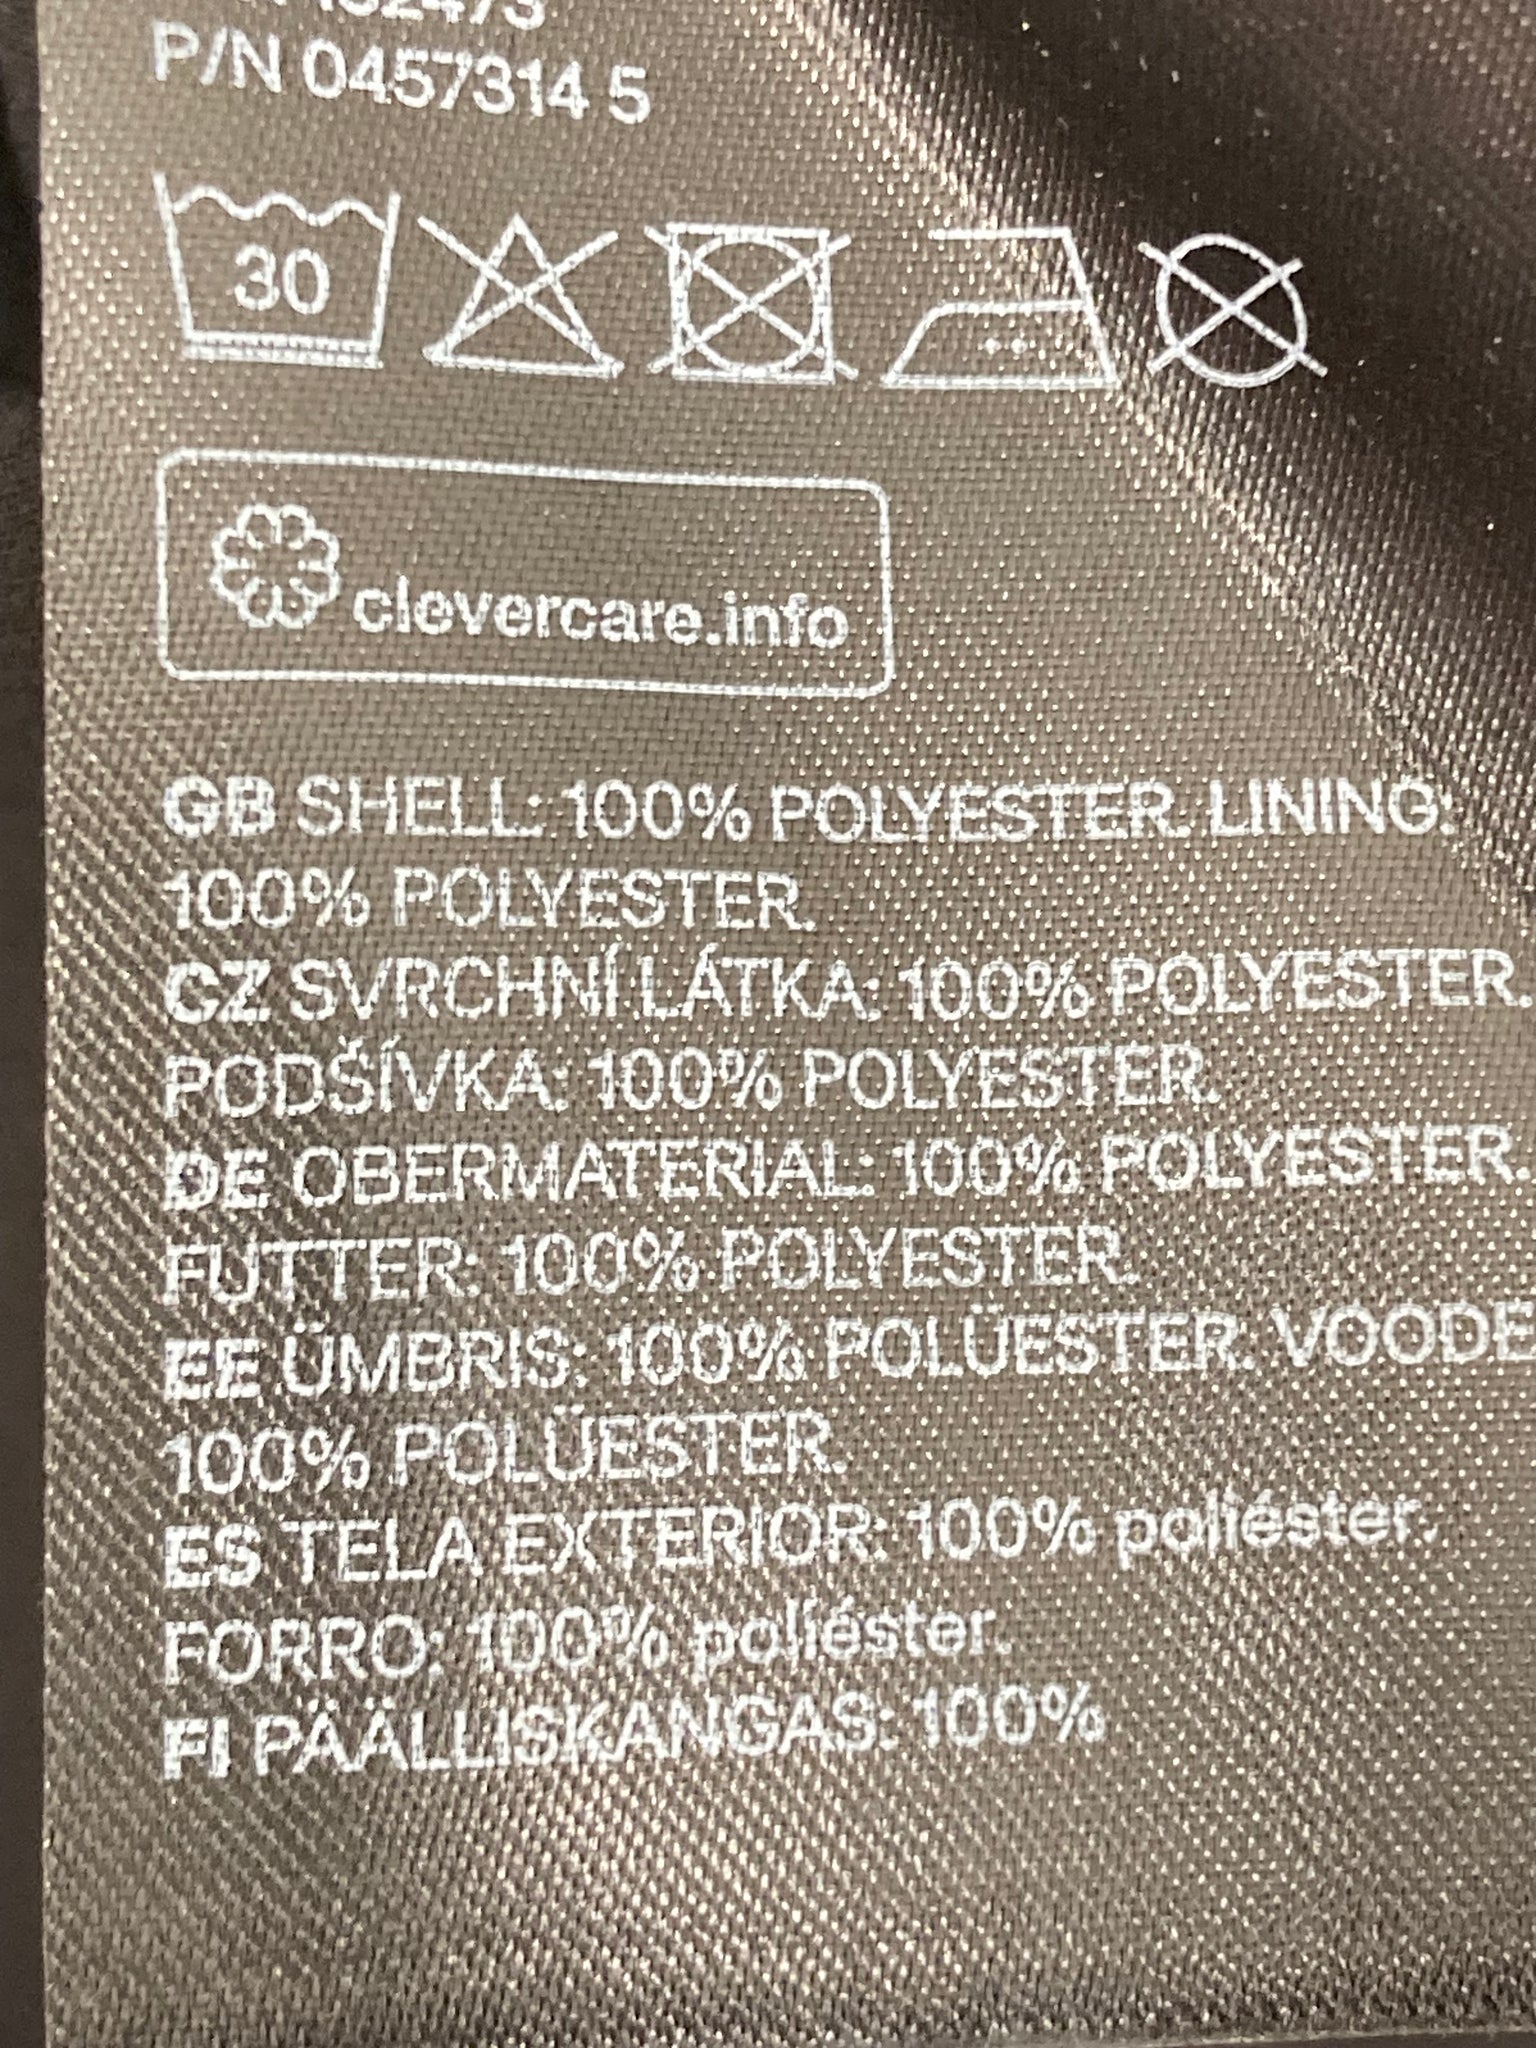 P/N 0457314 5
30
clevercare.info
GB SHELL: 100% POLYESTER. LINING:
100% POLYESTER.
CZ SVRCHNÍ LÁTKA: 100% POLYESTER.
PODŠÍVKA: 100% POLYESTER.
DE OBERMATERIAL: 100% POLYESTER.
FUTTER: 100% POLYESTER.
EE ÜMBRIS: 100% POLÜESTER. VOODE
100% POLÜESTER.
ES TELA EXTERIOR: 100% poliéster.
FORRO: 100% poliéster.
FI PÄÄLLISKANGAS: 100%